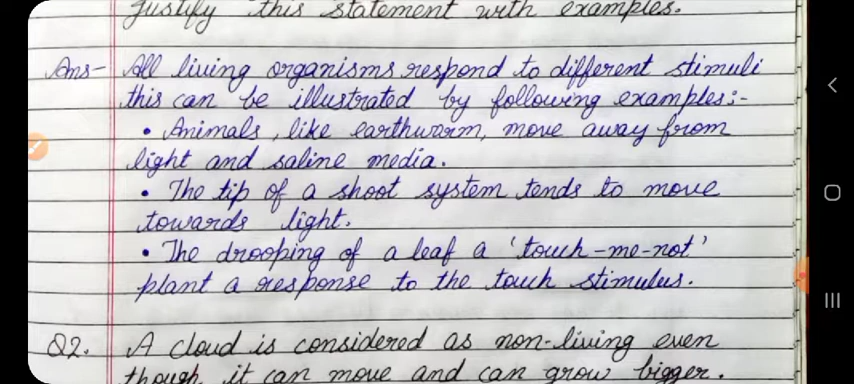 Justify this statement with examples.
Ans- All living organisms respond to different stimuli
this can be illustrated by following examples:-
• Animals, like earthworm, move away from
light and saline media.
• The tip of a shoot system tends to move
towards light.
• The drooping of a leaf a 'touch-me-not'
plant a response to the touch stimulus.
Q2. A cloud is considered as non-living even
though it can move and can grow bigger.